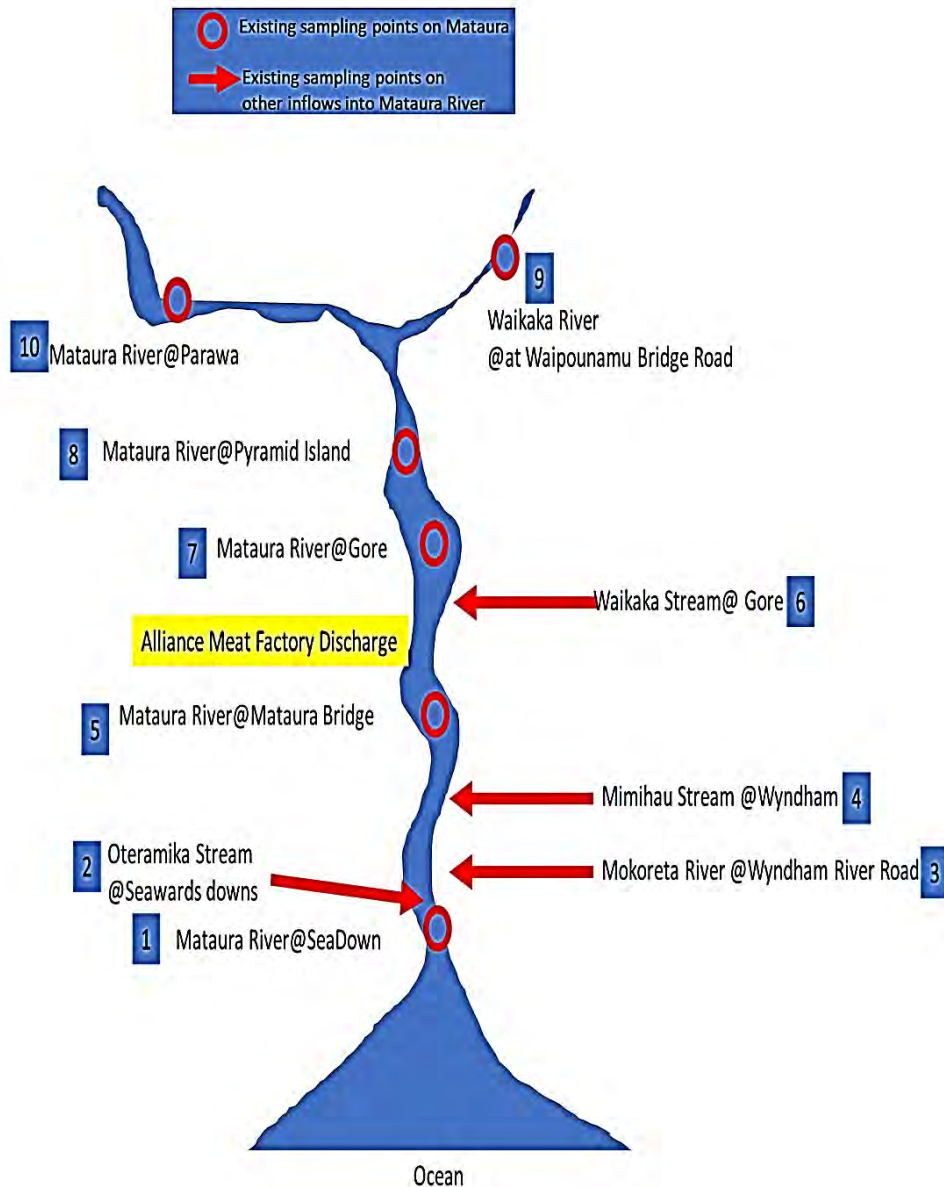 Existing sampling points on Mataura
Existing sampling points on
other inflows into Mataura River
9
Waikaka River
@at Waipounamu Bridge Road
10 Mataura River@Parawa
8 Mataura River@Pyramid Island
7 Mataura River@Gore
Waikaka Stream@ Gore 6
Alliance Meat Factory Discharge
5 Mataura River@Mataura Bridge
Mimihau Stream @Wyndham 4
2 Oteramika Stream
@Seawards downs
Mokoreta River @Wyndham River Road 3
1 Mataura River@SeaDown
Ocean